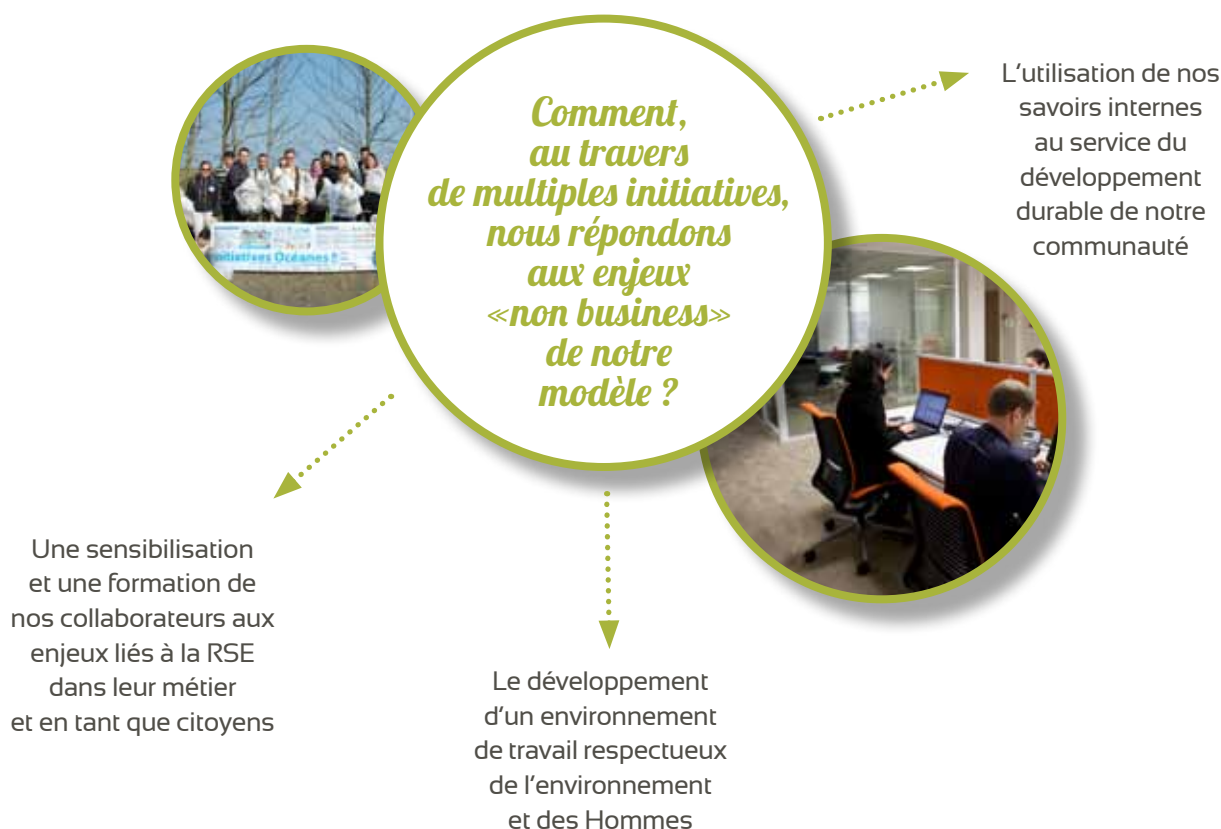 Comment,
au travers
de multiples initiatives,
nous répondons
aux enjeux
«non business»
de notre
modèle ?
L'utilisation de nos
savoirs internes
au service du
développement
durable de notre
communauté
Initiatives Océanes
Une sensibilisation
et une formation de
nos collaborateurs aux
enjeux liés à la RSE
dans leur métier
et en tant que citoyens
Le développement
d'un environnement
de travail respectueux
de l'environnement
et des Hommes